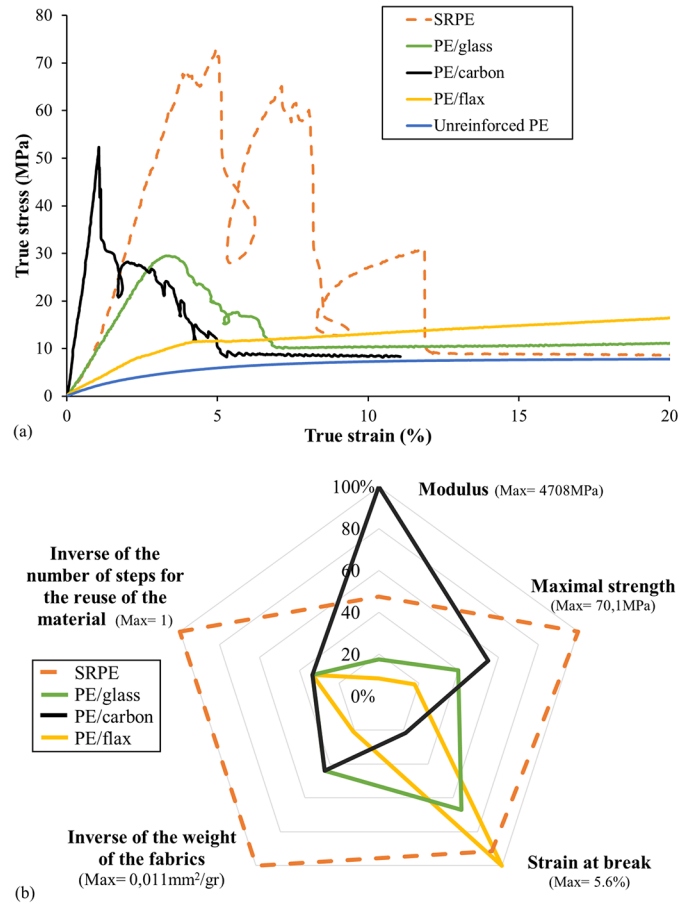 80
70
60
50
40
30
20
10
0
True stress (MPa)
SRPE
PE/glass
PE/carbon
PE/flax
Unreinforced PE
0
5
10
15
20
True strain (%)
(a)
100%
80
60
40
20
0%
Modulus (Max= 4708MPa)
Maximal strength
(Max= 70,1MPa)
Inverse of the
number of steps for
the reuse of the
material (Max= 1)
SRPE
PE/glass
PE/carbon
PE/flax
Inverse of the weight
of the fabrics
(Max= 0,011mm²/gr)
Strain at break
(Max= 5.6%)
(b)